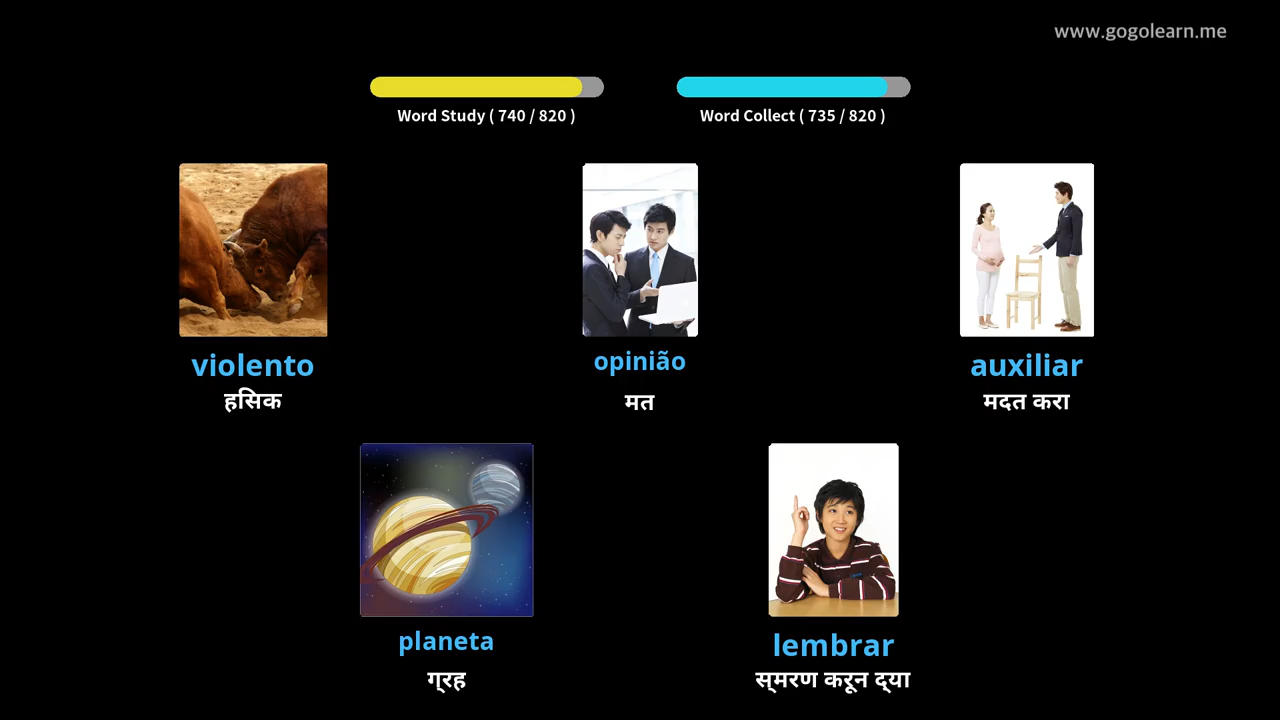 www.gogolearn.me
Word Study ( 740 / 820 )
Word Collect ( 735 / 820 )
violento
हसिक
opinião
मत
auxiliar
मदत करा
planeta
ग्रह
lembrar
स्मरण करून द्या